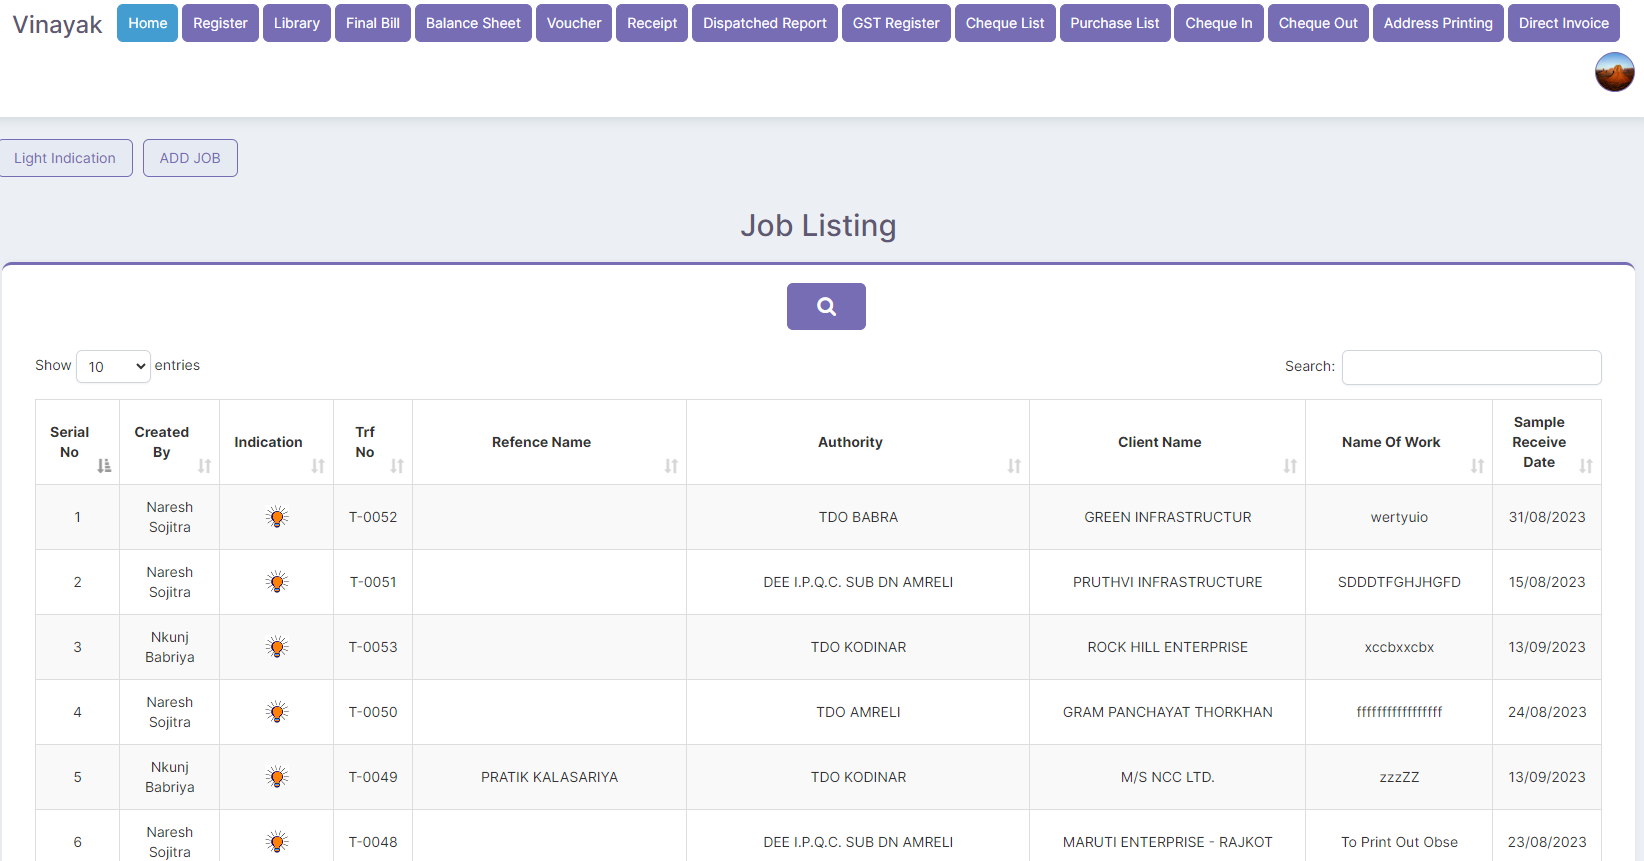 Vinayak Home Register Library Final Bill Balance Sheet Voucher Receipt Dispatched Report GST Register Cheque List Purchase List Cheque In Cheque Out Address Printing Direct Invoice
Light Indication ADD JOB
Job Listing
Show 10 entries Search:
Serial No Created By Indication Trf No Refence Name Authority Client Name Name Of Work Sample Receive Date
1 Naresh Sojitra T-0052 TDO BABRA GREEN INFRASTRUCTUR wertyuio 31/08/2023
2 Naresh Sojitra T-0051 DEE I.P.Q.C. SUB DN AMRELI PRUTHVI INFRASTRUCTURE SDDDTFGHJHGFD 15/08/2023
3 Nkunj Babriya T-0053 TDO KODINAR ROCK HILL ENTERPRISE xccbxxcbx 13/09/2023
4 Naresh Sojitra T-0050 TDO AMRELI GRAM PANCHAYAT THORKHAN fffffffffffffffff 24/08/2023
5 Nkunj Babriya T-0049 PRATIK KALASARIYA TDO KODINAR M/S NCC LTD. zzzZZ 13/09/2023
6 Naresh Sojitra T-0048 DEE I.P.Q.C. SUB DN AMRELI MARUTI ENTERPRISE - RAJKOT To Print Out Obse 23/08/2023